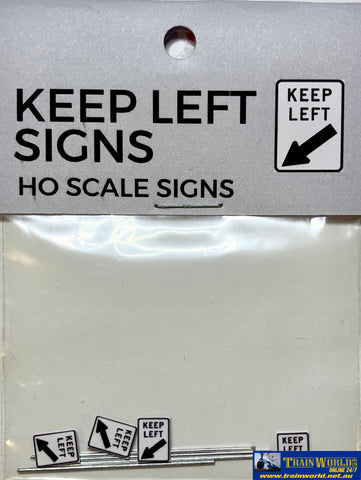 KEEP LEFT
SIGNS
HO SCALE SIGNS
KEEP
LEFT
KEEP
LEFT
KEEP
LEFT
KEEP
LEFT
KEEP
LEFT
TRAIN WORLD
ONLINE 24/7
www.trainworld.net.au